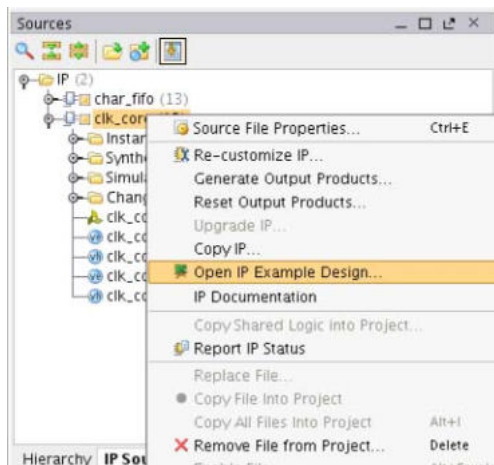 Sources
IP (2)
char_fifo (13)
clk_core
Source File Properties... Ctrl+E
Re-customize IP...
Generate Output Products...
Reset Output Products...
Upgrade IP...
Copy IP...
Open IP Example Design...
IP Documentation
Copy Shared Logic into Project...
Report IP Status
Replace File...
Copy File Into Project
Copy All Files Into Project Alt+I
Remove File from Project... Delete
Hierarchy IP Sou